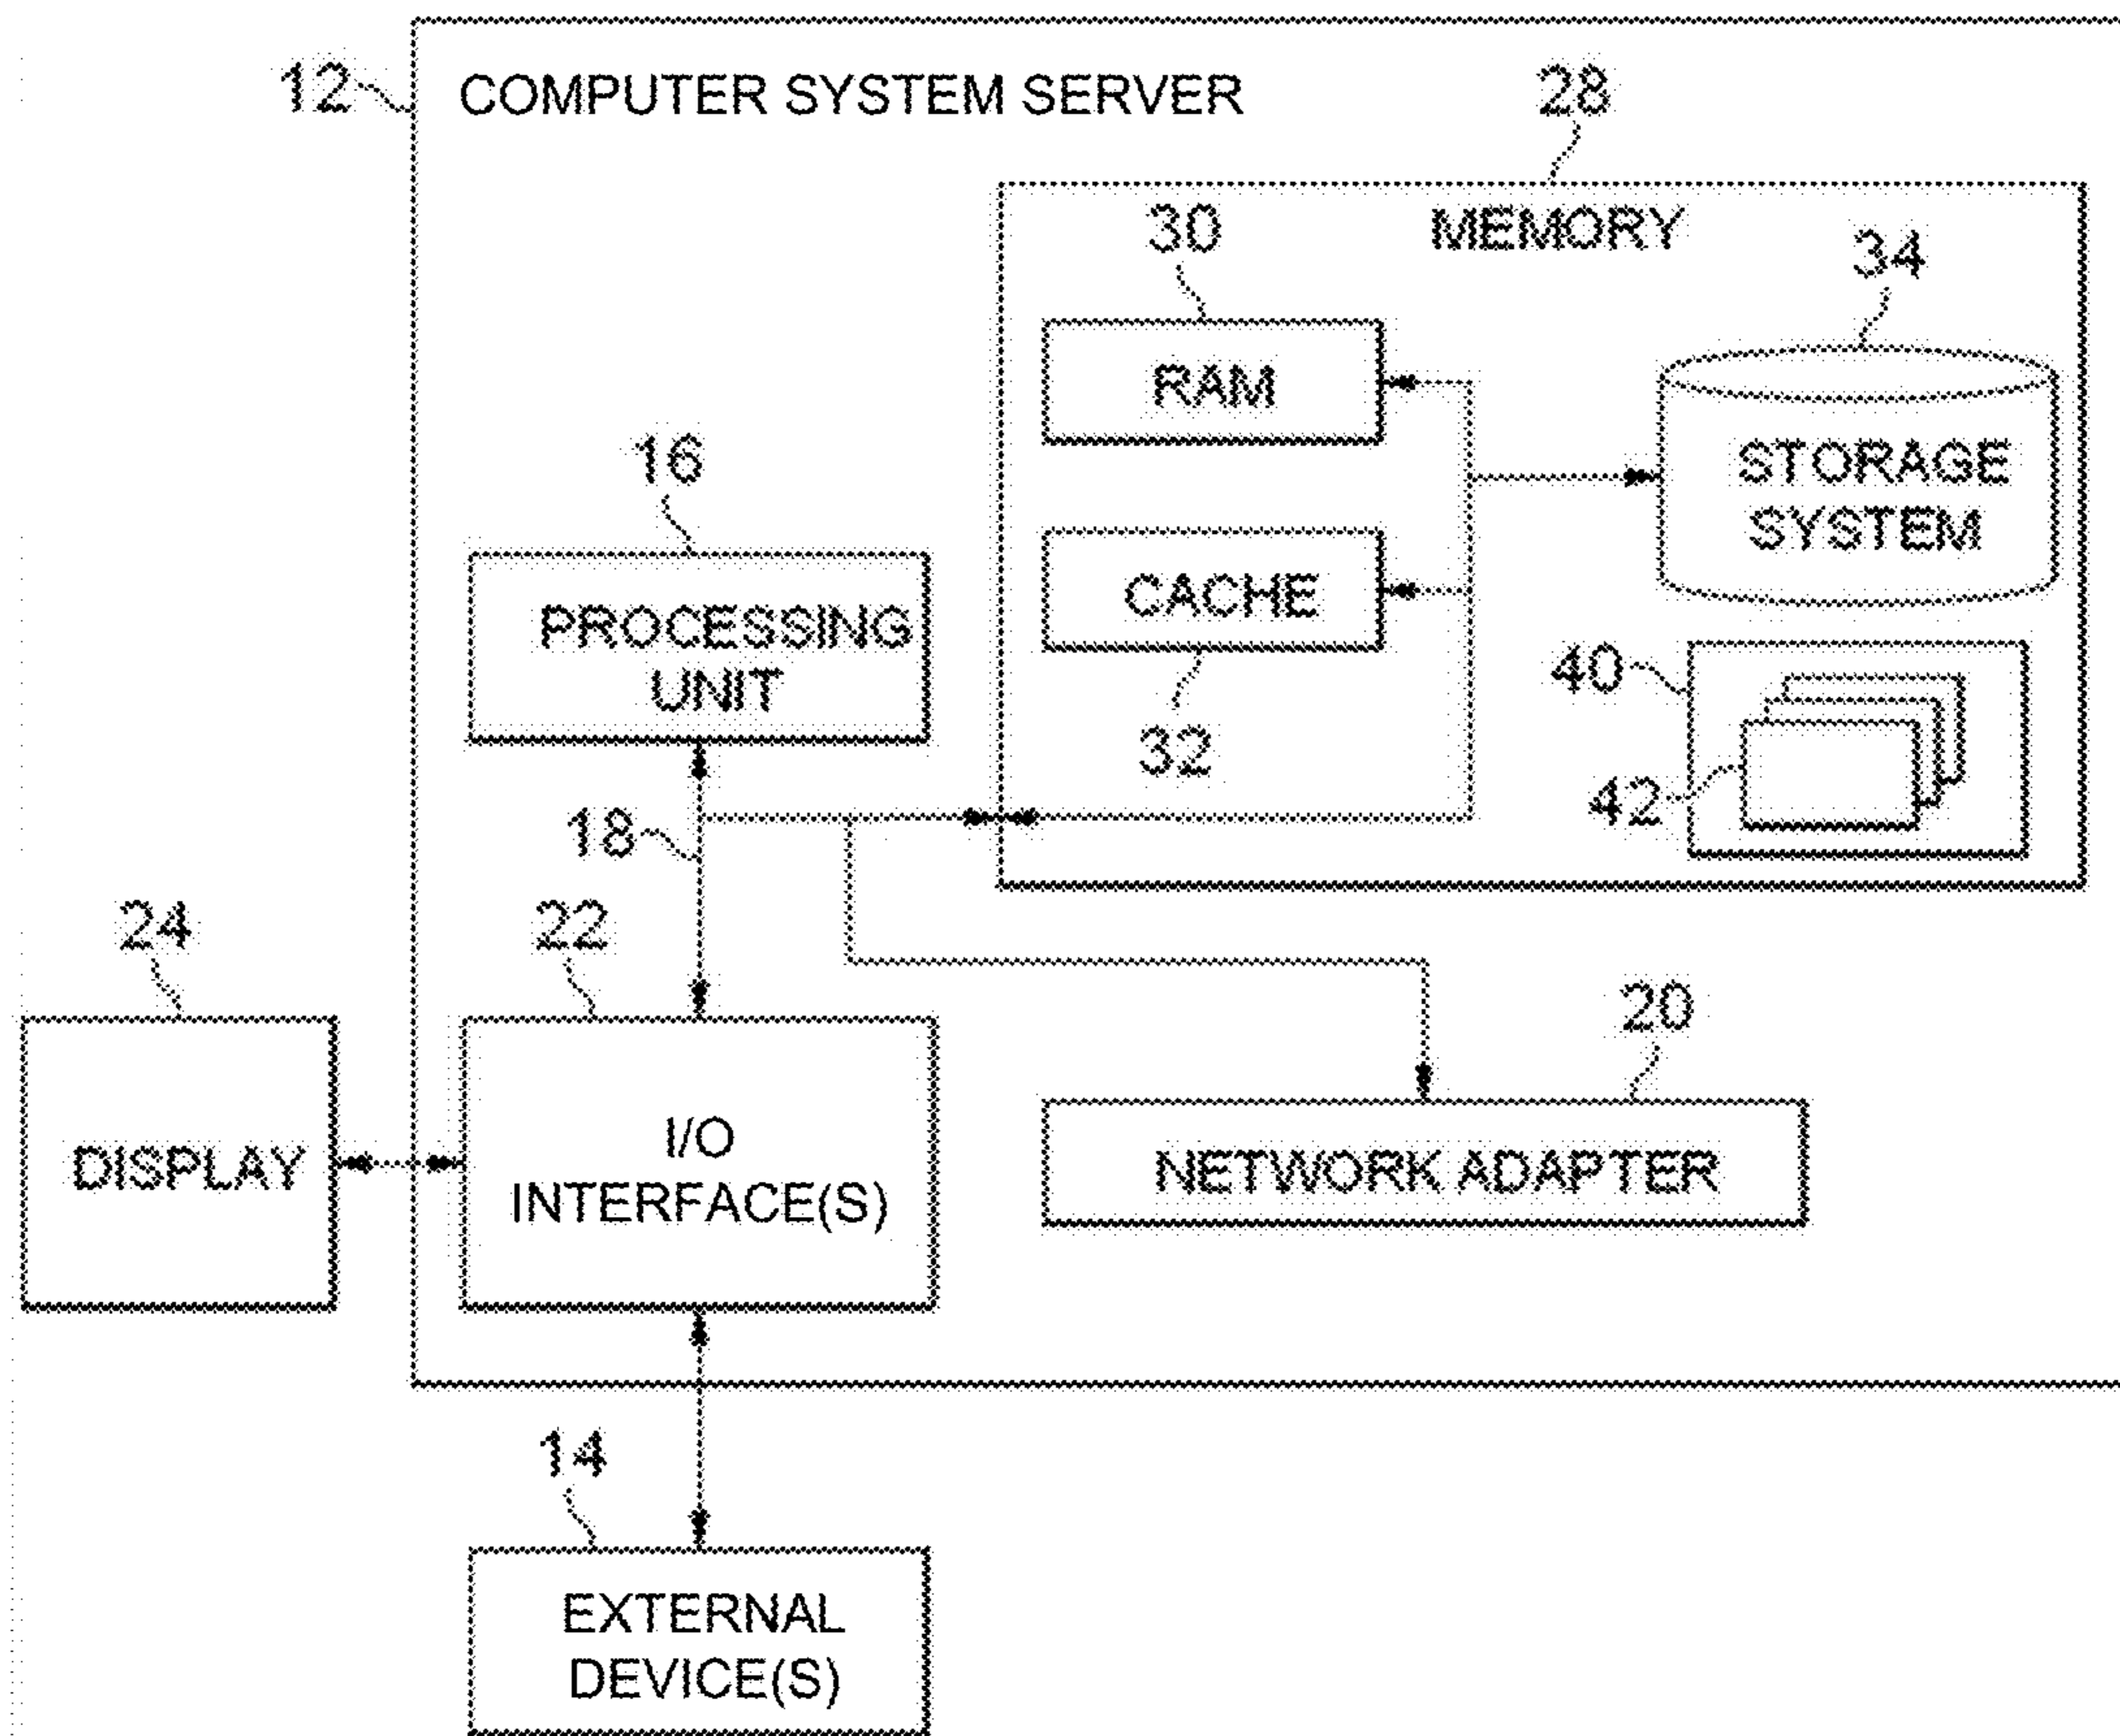 12
COMPUTER SYSTEM SERVER
28
MEMORY
30
34
RAM
STORAGE
SYSTEM
16
PROCESSING
UNIT
CACHE
32
40
42
18
24
22
20
DISPLAY
I/O
INTERFACE(S)
NETWORK ADAPTER
14
EXTERNAL
DEVICE(S)